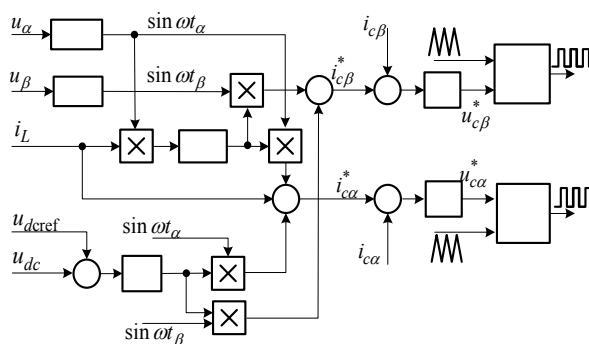 u_α
sin ωt_α
i_cβ
u_β
sin ωt_β
i*_cβ
u*_cβ
i_L
u*_cα
i*_cα
u_dcref
sin ωt_α
i_cα
u_dc
sin ωt_β